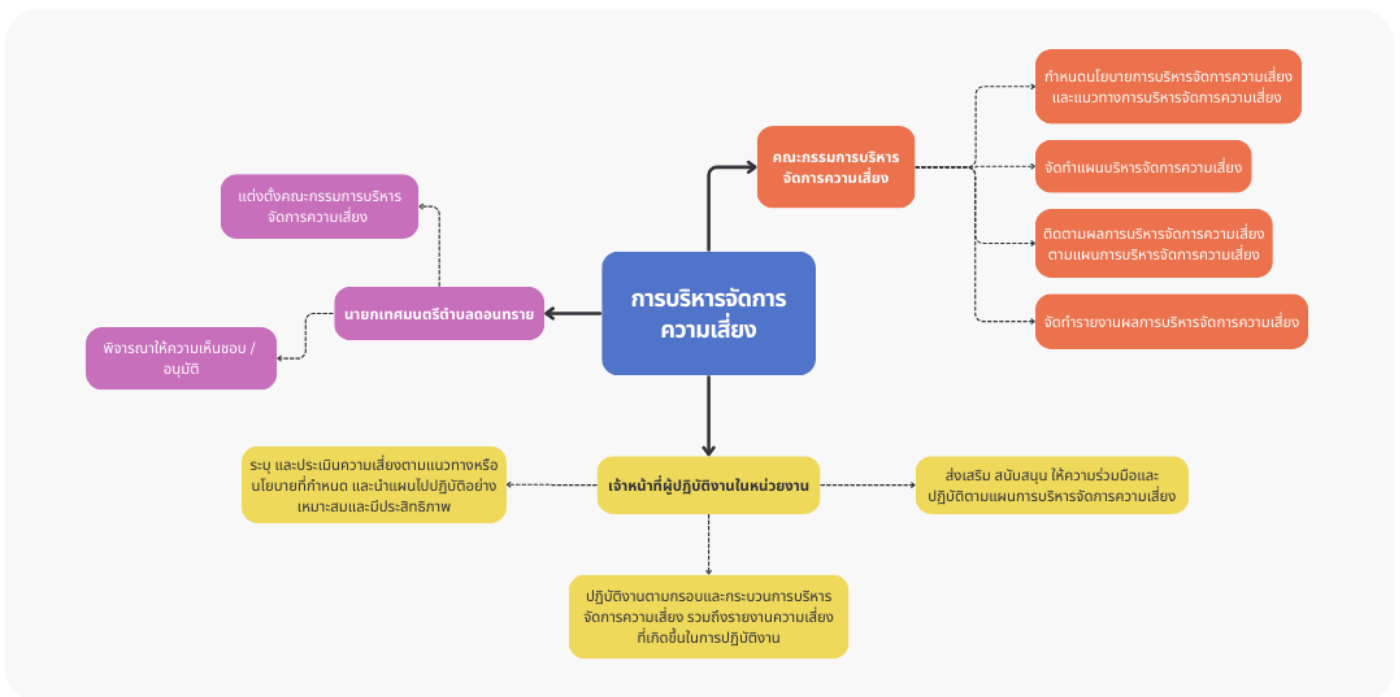 กำหนดนโยบายการบริหารจัดการความเสี่ยง
และแนวทางการบริหารจัดการความเสี่ยง
คณะกรรมการบริหาร
จัดการความเสี่ยง
จัดทำแผนบริหารจัดการความเสี่ยง
แต่งตั้งคณะกรรมการบริหาร
จัดการความเสี่ยง
ติดตามผลการบริหารจัดการความเสี่ยง
ตามแผนการบริหารจัดการความเสี่ยง
การบริหารจัดการ
ความเสี่ยง
นายกเทศมนตรีตำบลดอนทราย
จัดทำรายงานผลการบริหารจัดการความเสี่ยง
พิจารณาให้ความเห็นชอบ /
อนุมัติ
ระบุ และประเมินความเสี่ยงตามแนวทางหรือ
นโยบายที่กำหนด และนำแผนไปปฏิบัติอย่าง
เหมาะสมและมีประสิทธิภาพ
เจ้าหน้าที่ผู้ปฏิบัติงานในหน่วยงาน
ส่งเสริม สนับสนุน ให้ความร่วมมือและ
ปฏิบัติตามแผนการบริหารจัดการความเสี่ยง
ปฏิบัติงานตามกรอบและกระบวนการบริหาร
จัดการความเสี่ยง รวมถึงรายงานความเสี่ยง
ที่เกิดขึ้นในการปฏิบัติงาน